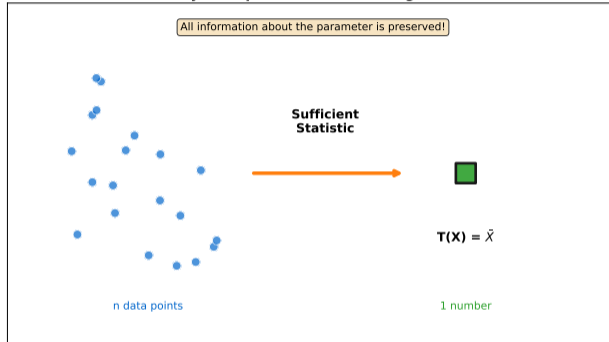 All information about the parameter is preserved!
Sufficient
Statistic
T(X) = X̄
n data points
1 number